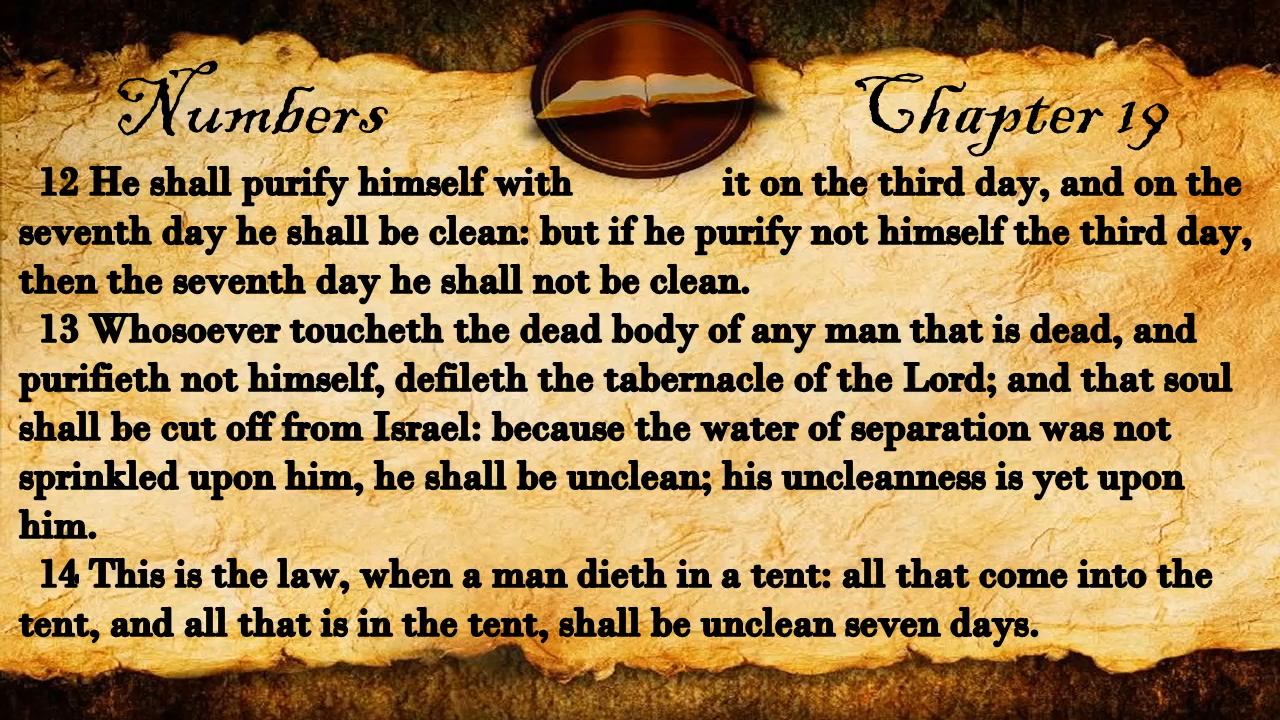 Numbers Chapter 19
12 He shall purify himself with it on the third day, and on the
seventh day he shall be clean: but if he purify not himself the third day,
then the seventh day he shall not be clean.
13 Whosoever toucheth the dead body of any man that is dead, and
purifieth not himself, defileth the tabernacle of the Lord; and that soul
shall be cut off from Israel: because the water of separation was not
sprinkled upon him, he shall be unclean; his uncleanness is yet upon
him.
14 This is the law, when a man dieth in a tent: all that come into the
tent, and all that is in the tent, shall be unclean seven days.